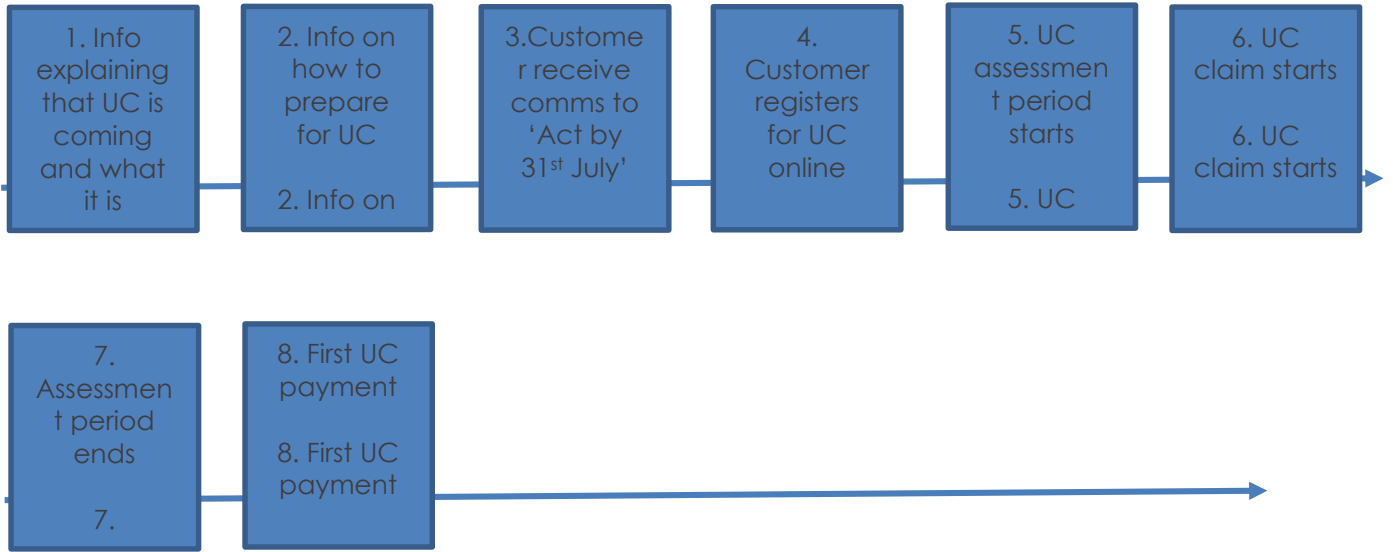 1. Info
explaining
that UC is
coming
and what
it is
2. Info on
how to
prepare
for UC
2. Info on
3.Custome
r receive
comms to
‘Act by
31st July’
4.
Customer
registers
for UC
online
5. UC
assessmen
t period
starts
5. UC
6. UC
claim starts
6. UC
claim starts
7.
Assessmen
t period
ends
7.
8. First UC
payment
8. First UC
payment